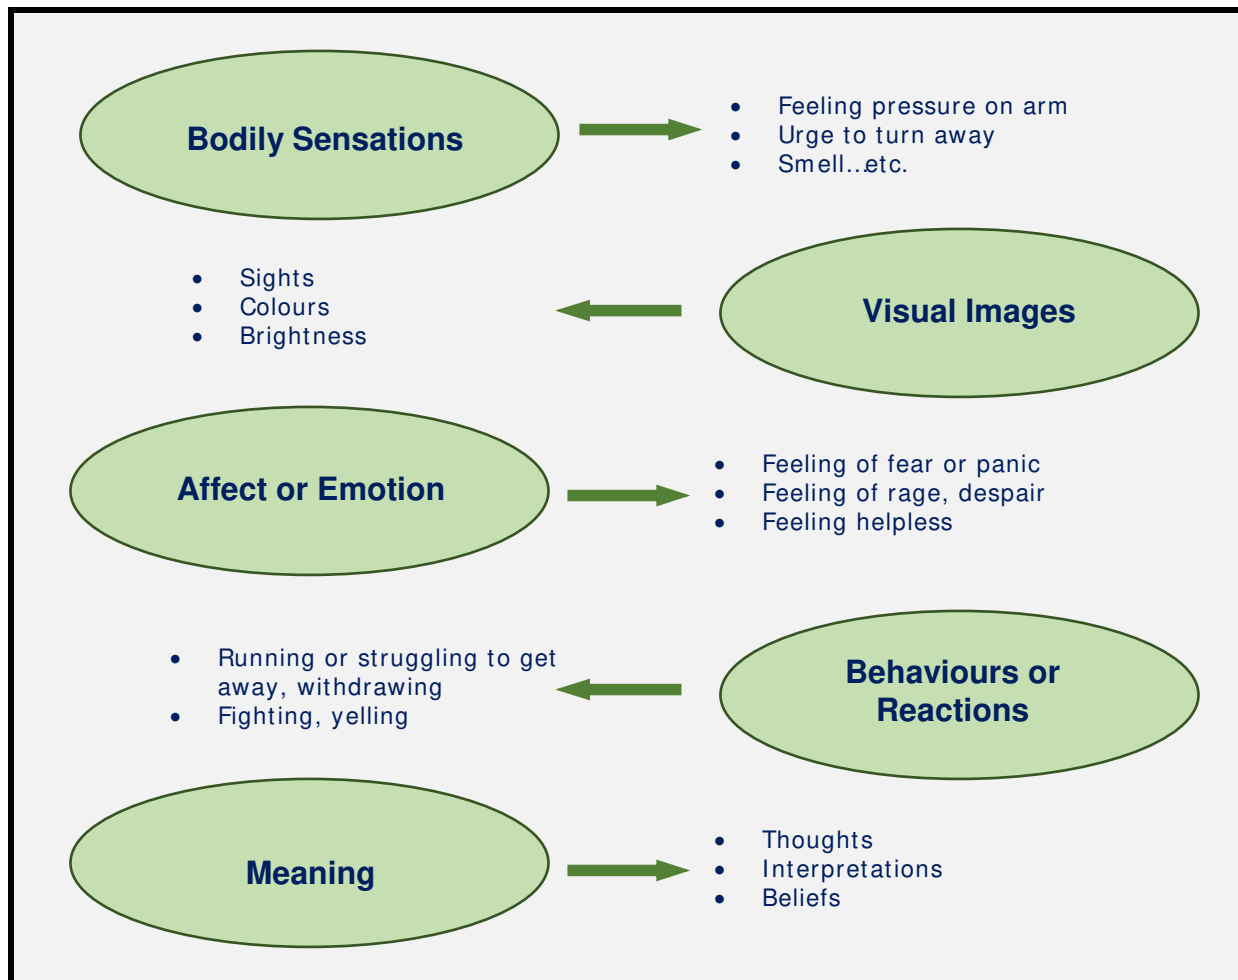 Bodily Sensations
• Feeling pressure on arm
• Urge to turn away
• Smell...etc.
• Sights
• Colours
• Brightness
Visual Images
Affect or Emotion
• Feeling of fear or panic
• Feeling of rage, despair
• Feeling helpless
• Running or struggling to get
away, withdrawing
• Fighting, yelling
Behaviours or
Reactions
Meaning
• Thoughts
• Interpretations
• Beliefs